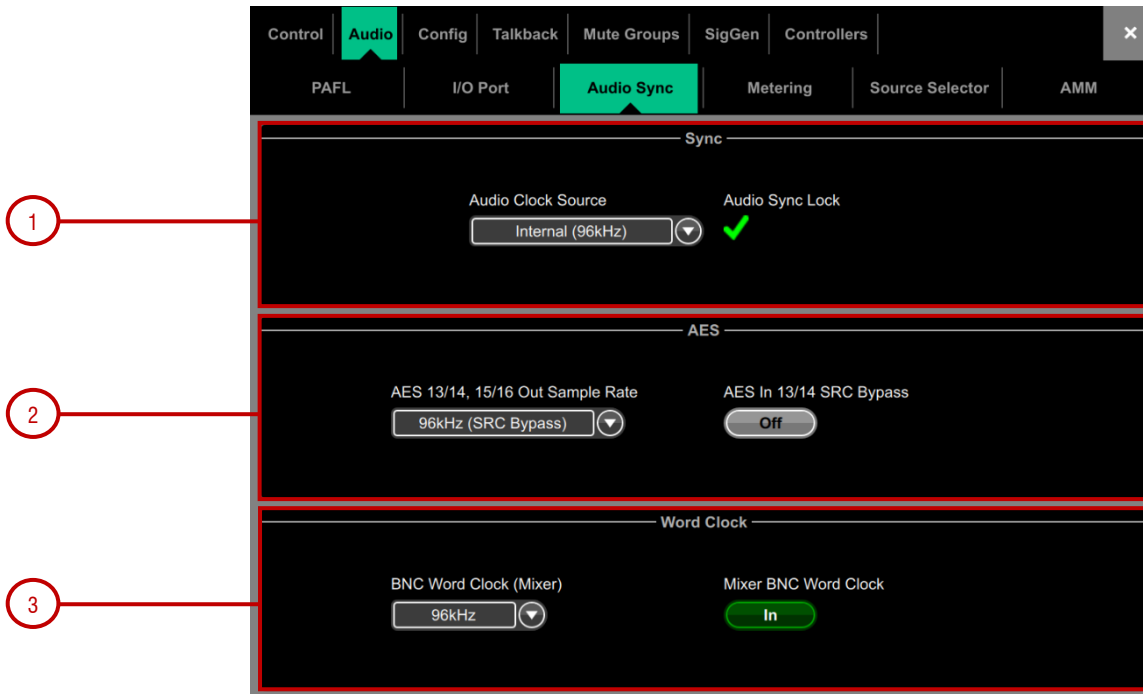 Control Audio Config Talkback Mute Groups SigGen Controllers ×
PAFL I/O Port Audio Sync Metering Source Selector AMM
Sync
1
Audio Clock Source Audio Sync Lock
Internal (96kHz)
AES
2
AES 13/14, 15/16 Out Sample Rate AES In 13/14 SRC Bypass
96kHz (SRC Bypass) Off
Word Clock
3
BNC Word Clock (Mixer) Mixer BNC Word Clock
96kHz In